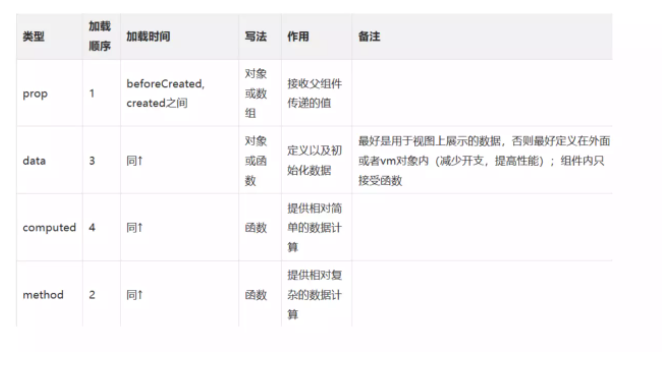 类型 加载顺序 加载时间 写法 作用 备注
prop 1 beforeCreated, created之间 对象或数组 接收父组件传递的值
data 3 同↑ 对象或函数 定义以及初始化数据 最好是用于视图上展示的数据，否则最好定义在外面或者vm对象内（减少开支，提高性能）；组件内只接受函数
computed 4 同↑ 函数 提供相对简单的数据计算
method 2 同↑ 函数 提供相对复杂的数据计算